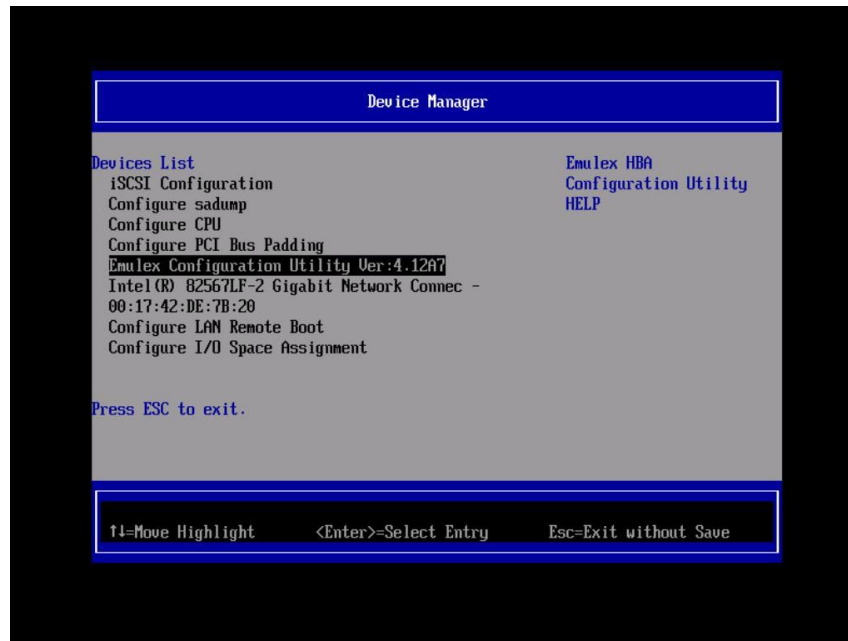 Device Manager
Devices List
iSCSI Configuration
Configure sadump
Configure CPU
Configure PCI Bus Padding
Emulex Configuration Utility Ver:4.12A7
Intel(R) 82567LF-2 Gigabit Network Connec -
00:17:42:DE:7B:20
Configure LAN Remote Boot
Configure I/O Space Assignment
Press ESC to exit.
Emulex HBA
Configuration Utility
HELP
↑↓=Move Highlight <Enter>=Select Entry Esc=Exit without Save